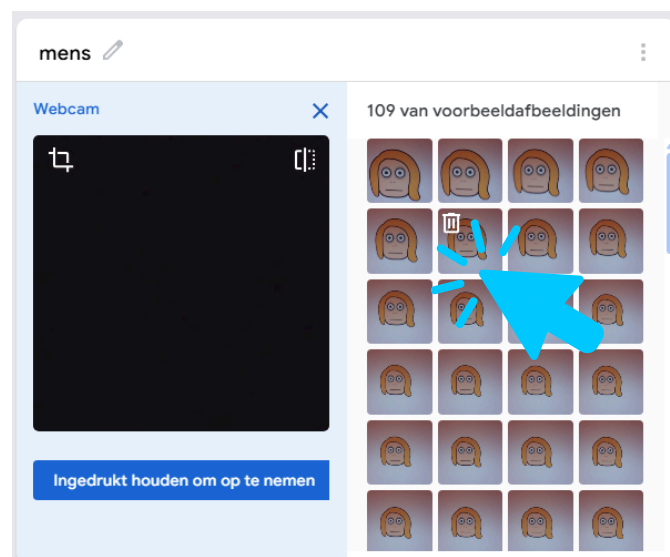 mens
Webcam
109 van voorbeeldafbeeldingen
Ingedrukt houden om op te nemen